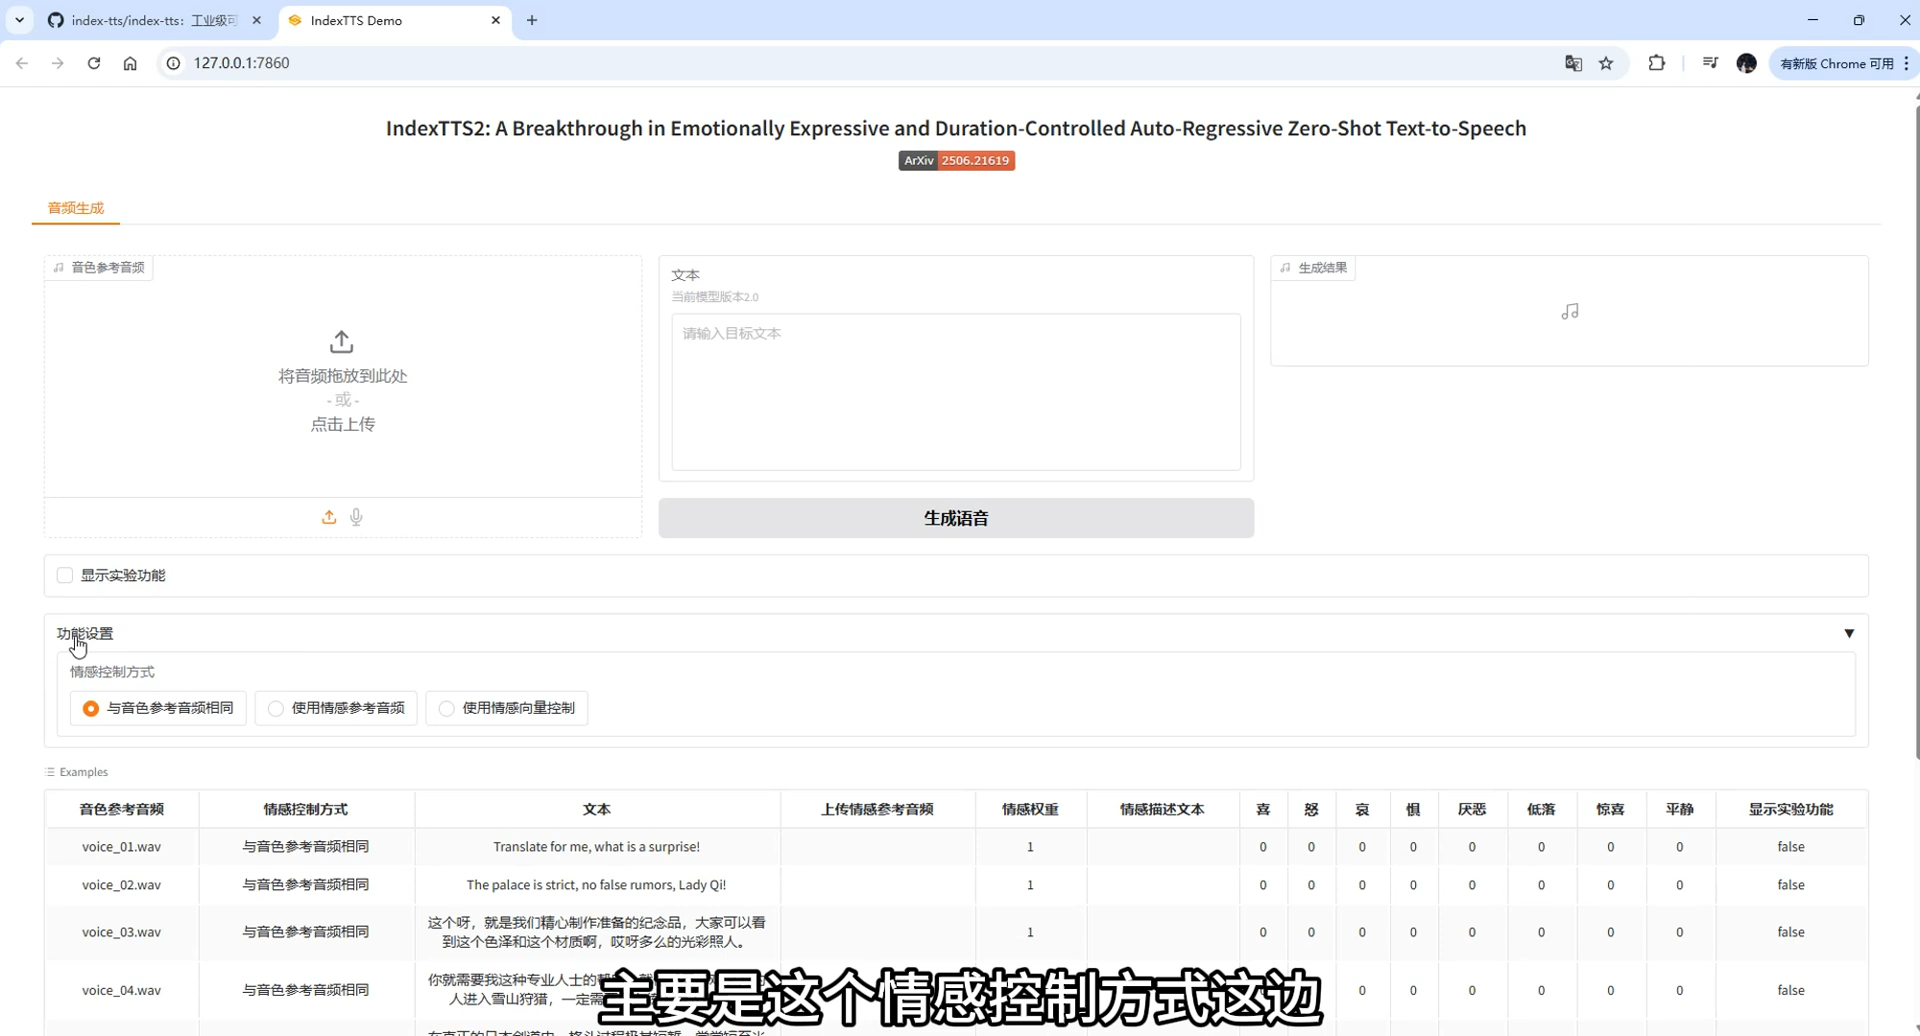 index-tts/index-tts: 工业级可
IndexTTS Demo
127.0.0.1:7860
有新版 Chrome 可用
IndexTTS2: A Breakthrough in Emotionally Expressive and Duration-Controlled Auto-Regressive Zero-Shot Text-to-Speech
ArXiv 2506.21619
音频生成
音色参考音频
将音频拖放到此处
- 或 -
点击上传
文本
当前模型版本2.0
请输入目标文本
生成语音
生成结果
显示实验功能
功能设置
▼
情感控制方式
与音色参考音频相同 使用情感参考音频 使用情感向量控制
Examples
音色参考音频 情感控制方式 文本 上传情感参考音频 情感权重 情感描述文本 喜 怒 哀 惧 厌恶 低落 惊喜 平静 显示实验功能
voice_01.wav 与音色参考音频相同 Translate for me, what is a surprise! 1 0 0 0 0 0 0 0 0 false
voice_02.wav 与音色参考音频相同 The palace is strict, no false rumors, Lady Qi! 1 0 0 0 0 0 0 0 0 false
voice_03.wav 与音色参考音频相同 这个呀，就是我们精心制作准备的纪念品，大家可以看
到这个色泽和这个材质啊，哎呀多么的光彩照人。 1 0 0 0 0 0 0 0 0 false
voice_04.wav 与音色参考音频相同 你就需要我这种专业人士的帮
人进入雪山狩猎，一定需 0 0 0 0 0 0 false
主要是这个情感控制方式这边